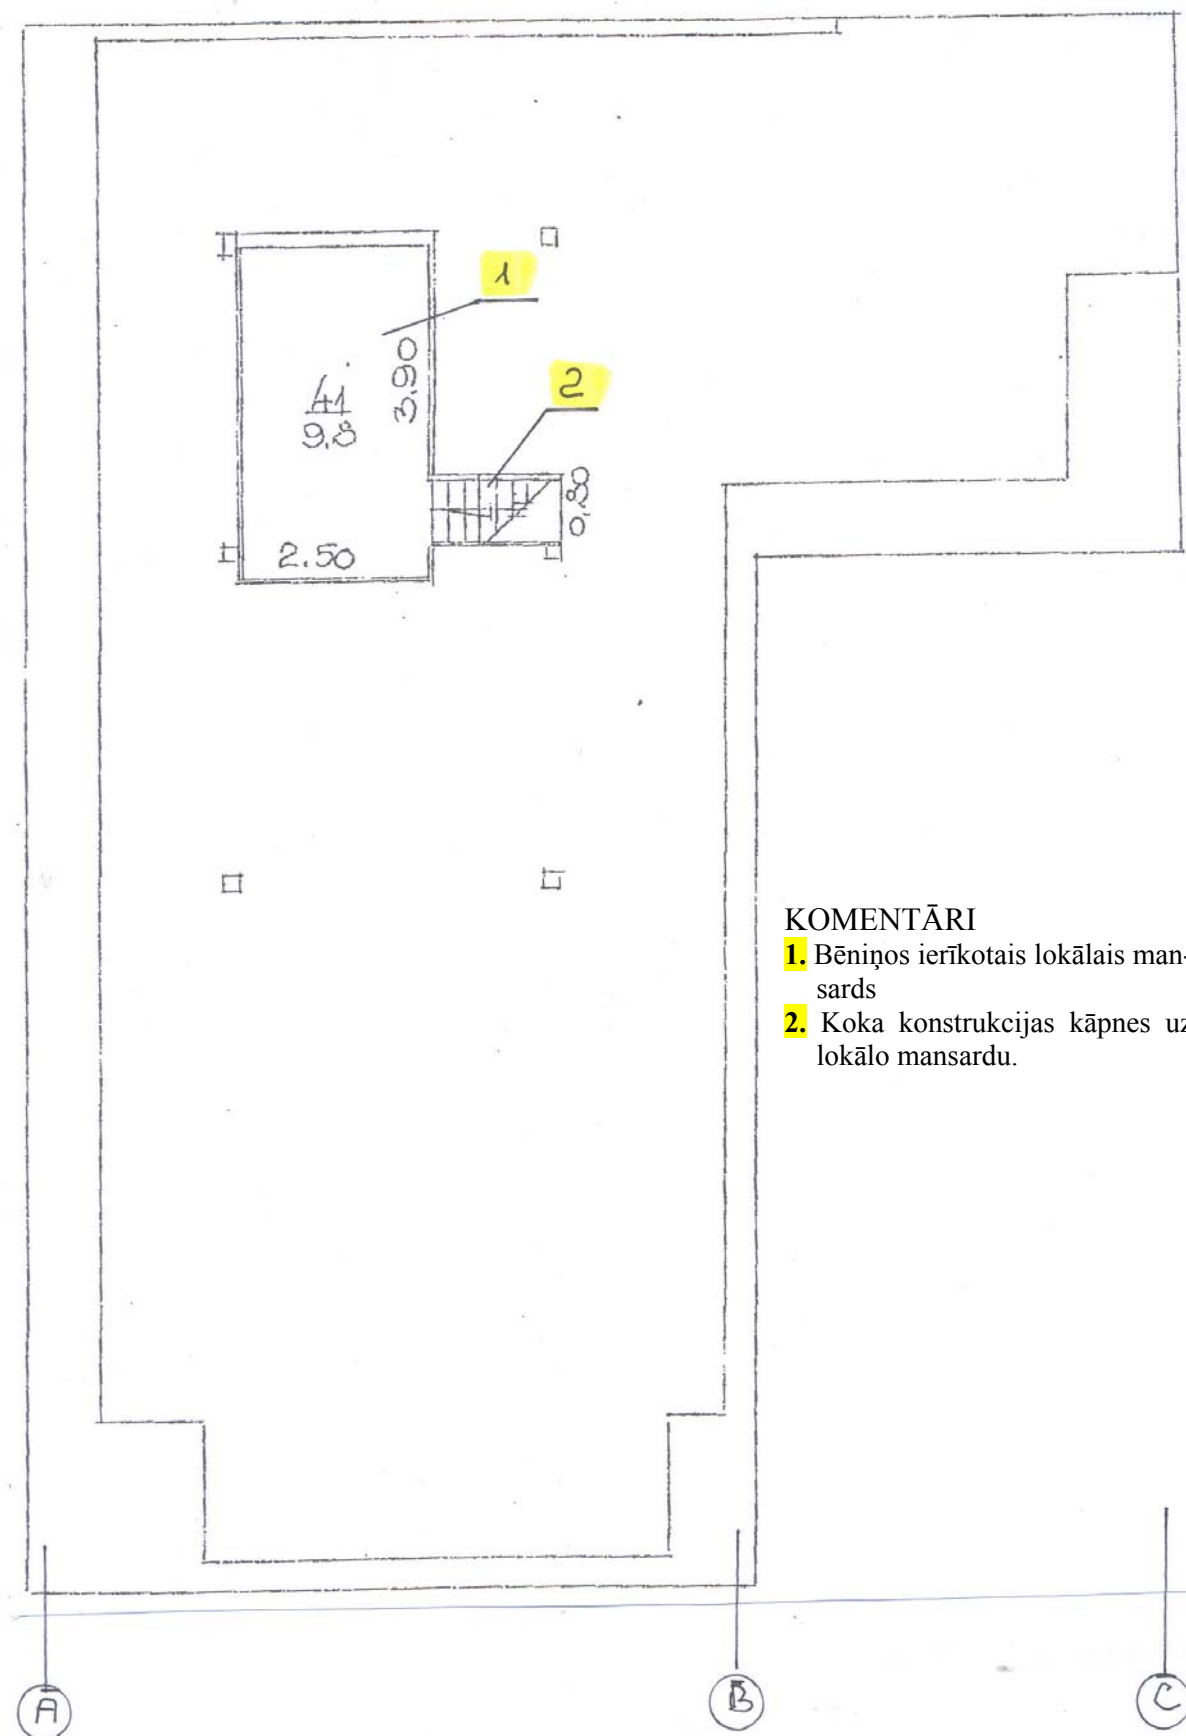 1
2
41
9,8
3,90
0,80
2.50
KOMENTĀRI
1. Bēniņos ierīkotais lokālais man-
sards
2. Koka konstrukcijas kāpnes uz
lokālo mansardu.
A
B
C